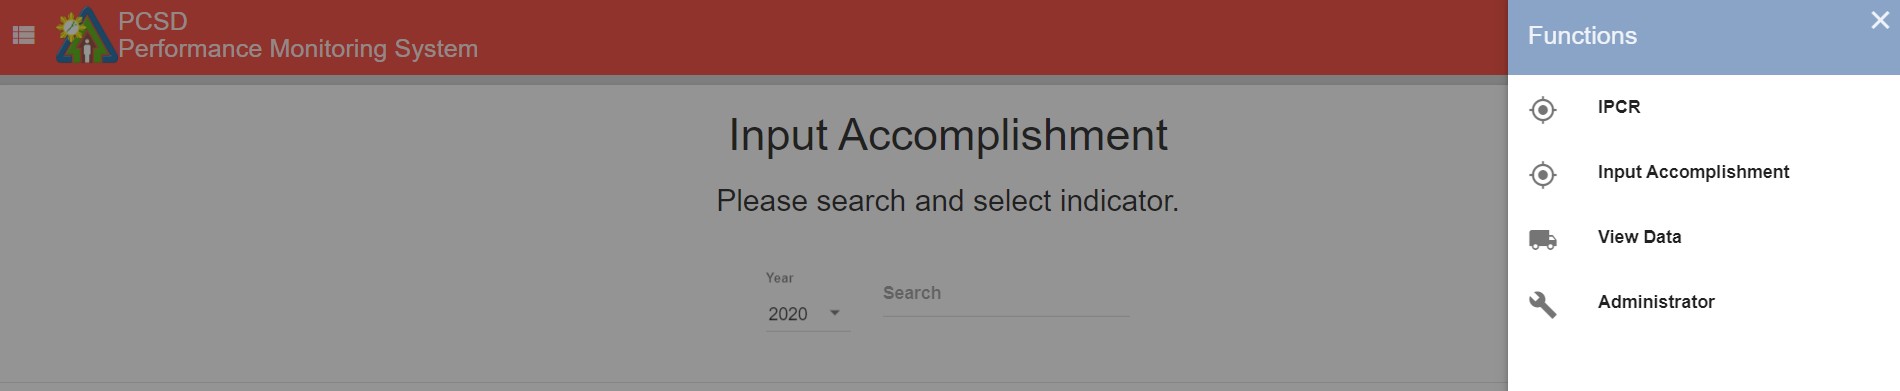 PCSD
Performance Monitoring System
Input Accomplishment
Please search and select indicator.
Year
2020
Search
Functions
IPCR
Input Accomplishment
View Data
Administrator